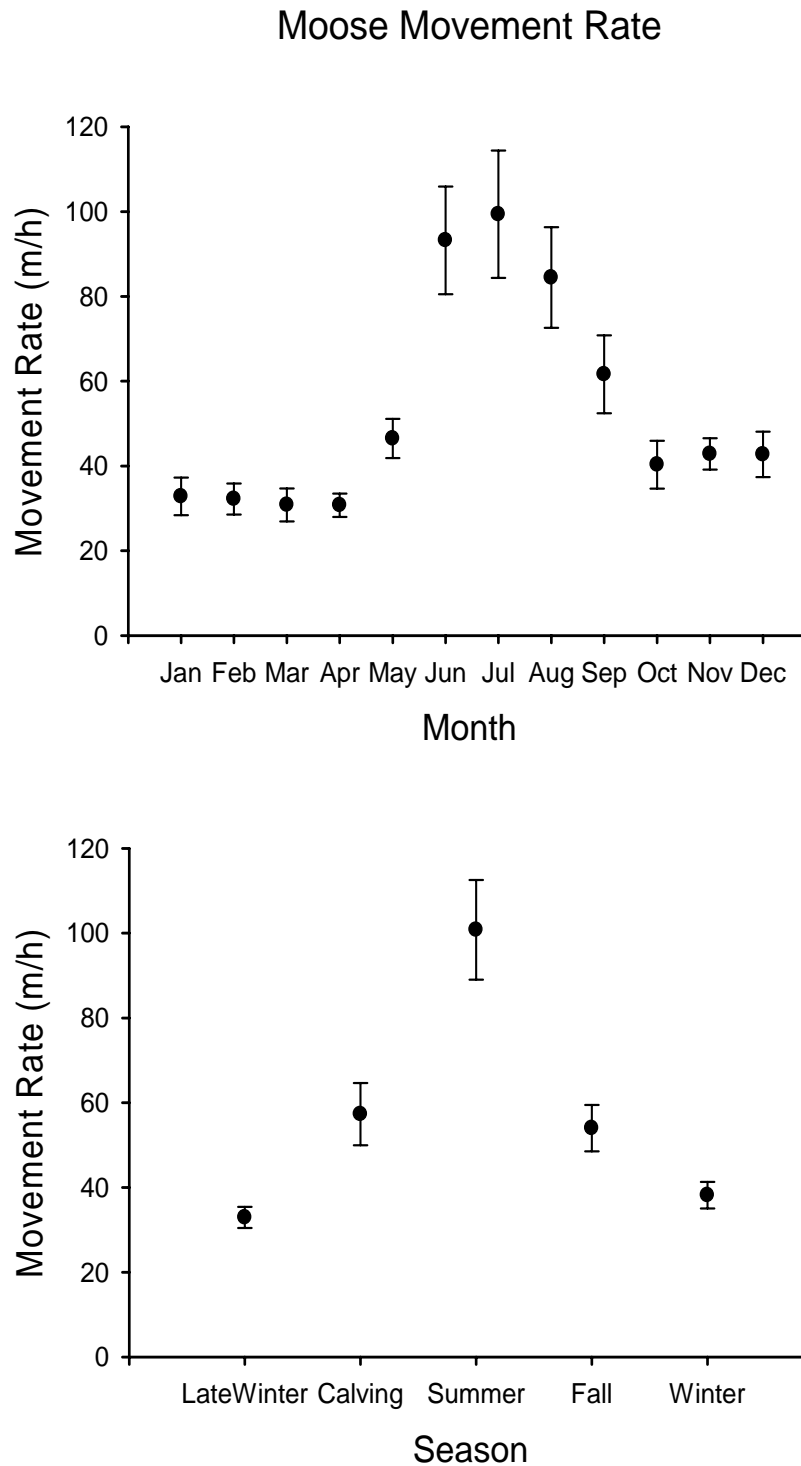 Moose Movement Rate
120
100
80
60
40
20
0
Movement Rate (m/h)
Jan Feb Mar Apr May Jun Jul Aug Sep Oct Nov Dec
Month
120
100
80
60
40
20
0
Movement Rate (m/h)
LateWinter Calving Summer Fall Winter
Season